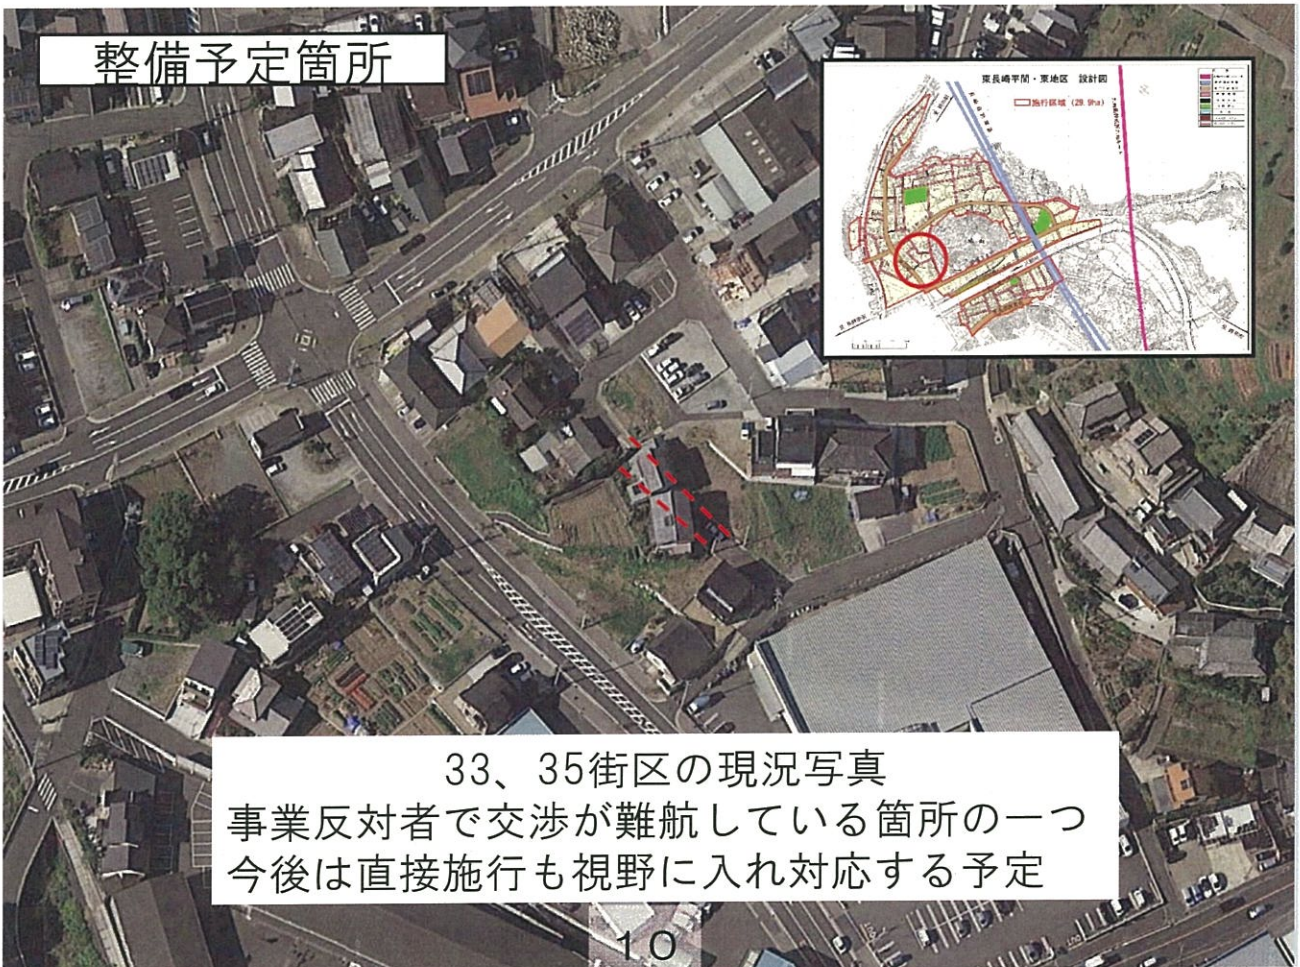 整備予定箇所
東長崎平間・東地区 設計図
施行区域 (28.9ha)
33、35街区の現況写真
事業反対者で交渉が難航している箇所の一つ
今後は直接施行も視野に入れ対応する予定
10